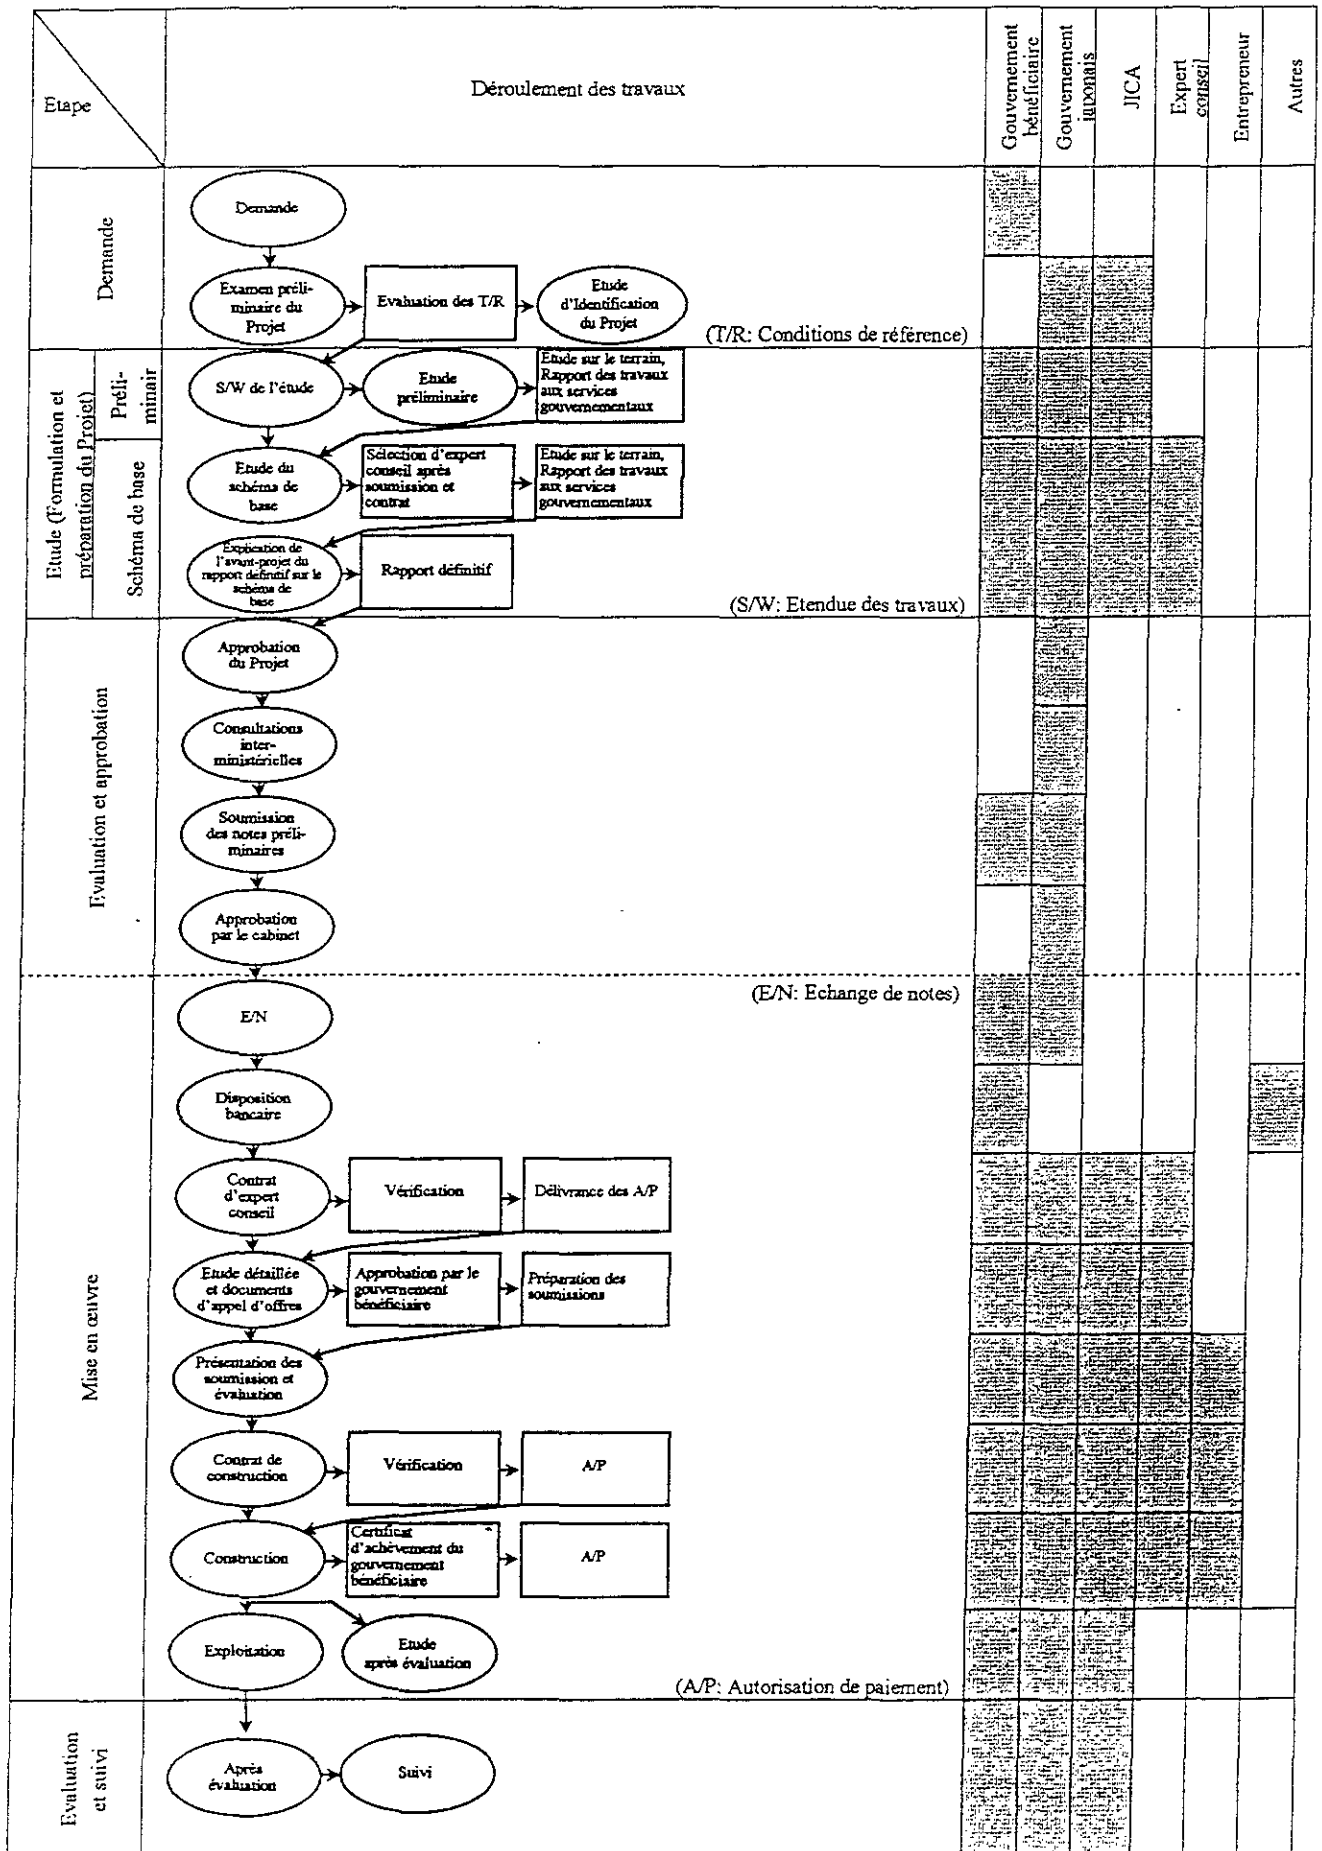 Etape
Déroulement des travaux
Gouvernement
bénéficiaire
Gouvernement
japonais
JICA
Expert
conseil
Entrepreneur
Autres
Demande
Demande
Examen préli-
minaire du
Projet
Evaluation des T/R
Etude
d'Identification
du Projet
(T/R: Conditions de référence)
Etude (Formulation et
préparation du Projet)
Préli-
minair
S/W de l'étude
Etude
préliminaire
Etude sur le terrain,
Rapport des travaux
aux services
gouvernementaux
Schéma de base
Etude du
schéma de
base
Sélection d'expert
conseil après
soumission et
contrat
Etude sur le terrain,
Rapport des travaux
aux services
gouvernementaux
Explication de
l'avant-projet du
rapport définitif sur le
schéma de
base
Rapport définitif
(S/W: Etendue des travaux)
Evaluation et approbation
Approbation
du Projet
Consultations
inter-
ministérielles
Soumission
des notes préli-
minaires
Approbation
par le cabinet
Mise en œuvre
(E/N: Echange de notes)
E/N
Disposition
bancaire
Contrat
d'expert
conseil
Vérification
Délivrance des A/P
Etude détaillée
et documents
d'appel d'offres
Approbation par le
gouvernement
bénéficiaire
Préparation des
soumissions
Présentation des
soumission et
évaluation
Contrat de
construction
Vérification
A/P
Construction
Certificat
d'achèvement du
gouvernement
bénéficiaire
A/P
Exploitation
Etude
après évaluation
(A/P: Autorisation de paiement)
Evaluation
et suivi
Après
évaluation
Suivi